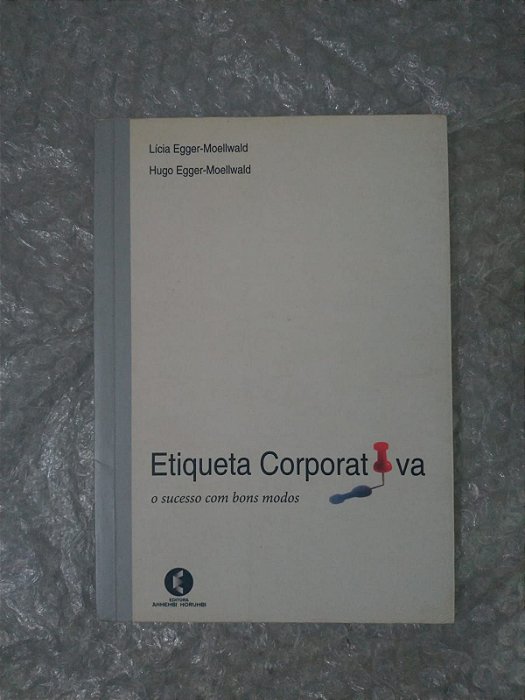 Lícia Egger-Moellwald
Hugo Egger-Moellwald
Etiqueta Corporativa
o sucesso com bons modos
EDITORA
ANHEMBI MORUMBI